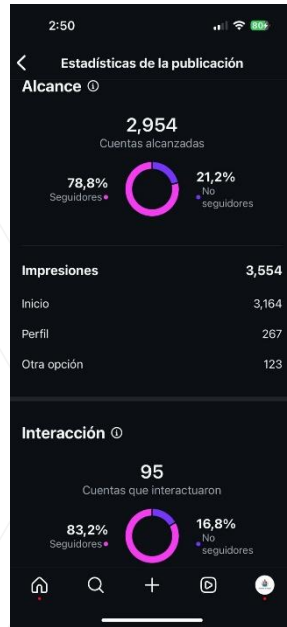 2:50
80+
Estadísticas de la publicación
Alcance
2,954
Cuentas alcanzadas
78,8%
Seguidores
21,2%
No
seguidores
Impresiones 3,554
Inicio 3,164
Perfil 267
Otra opción 123
Interacción
95
Cuentas que interactuaron
83,2%
Seguidores
16,8%
No
seguidores